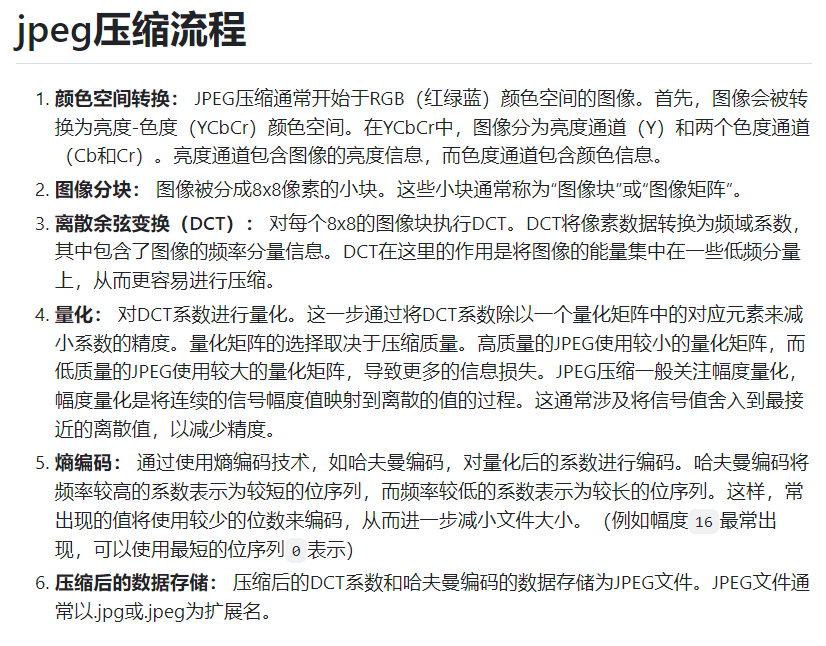 jpeg压缩流程
1. 颜色空间转换： JPEG压缩通常开始于RGB（红绿蓝）颜色空间的图像。首先，图像会被转
换为亮度-色度（YCbCr）颜色空间。在YCbCr中，图像分为亮度通道（Y）和两个色度通道
（Cb和Cr）。亮度通道包含图像的亮度信息，而色度通道包含颜色信息。
2. 图像分块： 图像被分成8x8像素的小块。这些小块通常称为“图像块”或“图像矩阵”。
3. 离散余弦变换（DCT）： 对每个8x8的图像块执行DCT。DCT将像素数据转换为频域系数，
其中包含了图像的频率分量信息。DCT在这里的作用是将图像的能量集中在一些低频分量
上，从而更容易进行压缩。
4. 量化： 对DCT系数进行量化。这一步通过将DCT系数除以一个量化矩阵中的对应元素来减
小系数的精度。量化矩阵的选择取决于压缩质量。高质量的JPEG使用较小的量化矩阵，而
低质量的JPEG使用较大的量化矩阵，导致更多的信息损失。JPEG压缩一般关注幅度量化，
幅度量化是将连续的信号幅度值映射到离散的值的过程。这通常涉及将信号值舍入到最接
近的离散值，以减少精度。
5. 熵编码： 通过使用熵编码技术，如哈夫曼编码，对量化后的系数进行编码。哈夫曼编码将
频率较高的系数表示为较短的位序列，而频率较低的系数表示为较长的位序列。这样，常
出现的值将使用较少的位数来编码，从而进一步减小文件大小。（例如幅度 16 最常出
现，可以使用最短的位序列 0 表示）
6. 压缩后的数据存储： 压缩后的DCT系数和哈夫曼编码的数据存储为JPEG文件。JPEG文件通
常以.jpg或.jpeg为扩展名。